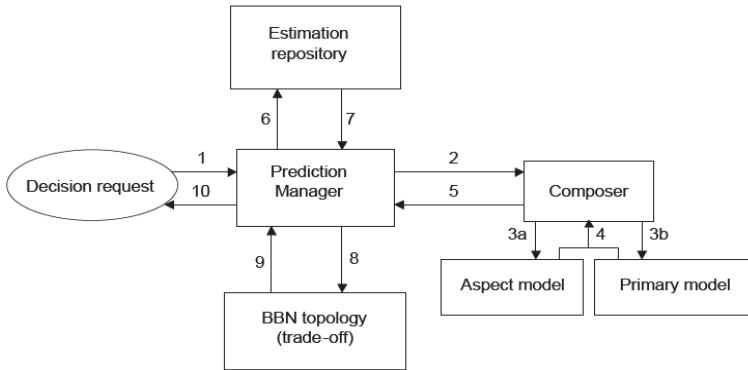 Estimation
repository
6
7
1
2
Decision request
Prediction
Manager
Composer
10
5
3a
4
3b
9
8
Aspect model
Primary model
BBN topology
(trade-off)